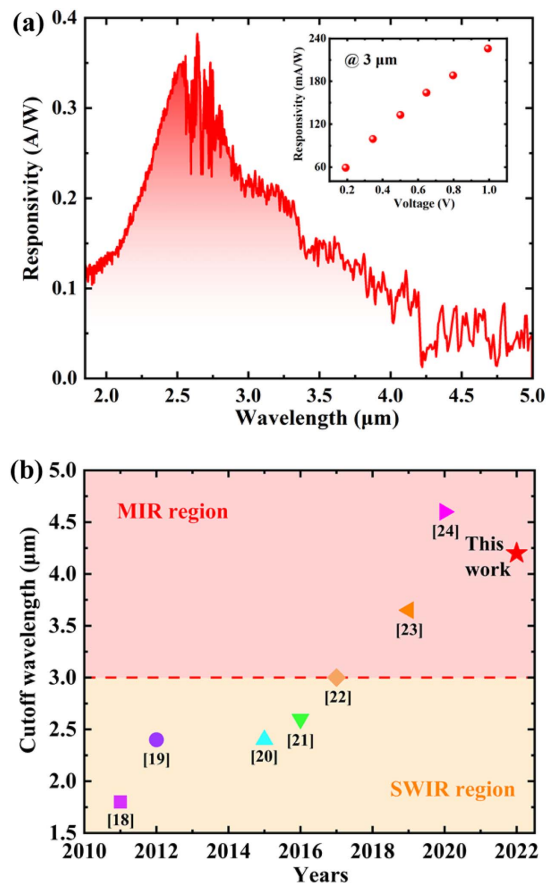 (a)
0.4
0.3
0.2
0.1
0.0
Responsivity (A/W)
2.0 2.5 3.0 3.5 4.0 4.5 5.0
Wavelength (μm)
@ 3 μm
240
180
120
60
Responsivity (mA/W)
0.2 0.4 0.6 0.8 1.0
Voltage (V)
(b)
5.0
4.5
4.0
3.5
3.0
2.5
2.0
1.5
Cutoff wavelength (μm)
MIR region
[24]
This
work
[23]
[22]
[21]
[20]
[19]
[18]
SWIR region
2010 2012 2014 2016 2018 2020 2022
Years